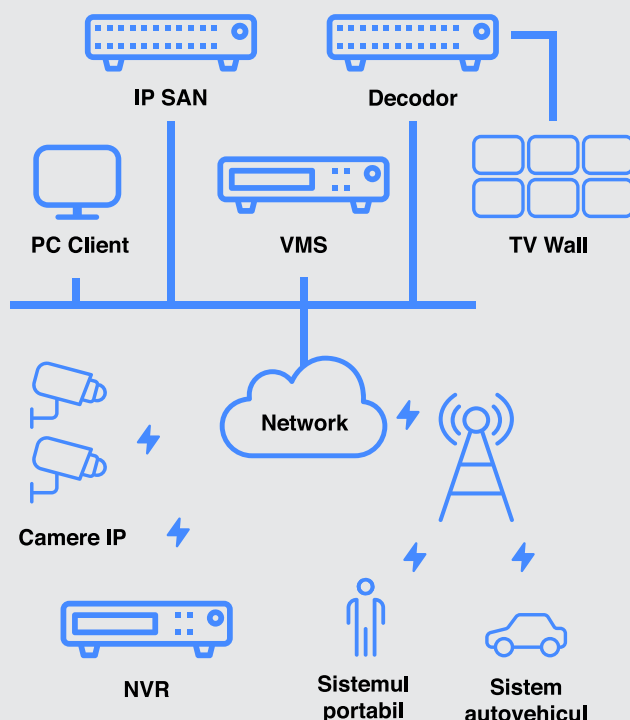 IP SAN
Decodor
PC Client
VMS
TV Wall
Network
Camere IP
NVR
Sistemul
portabil
Sistem
autovehicul